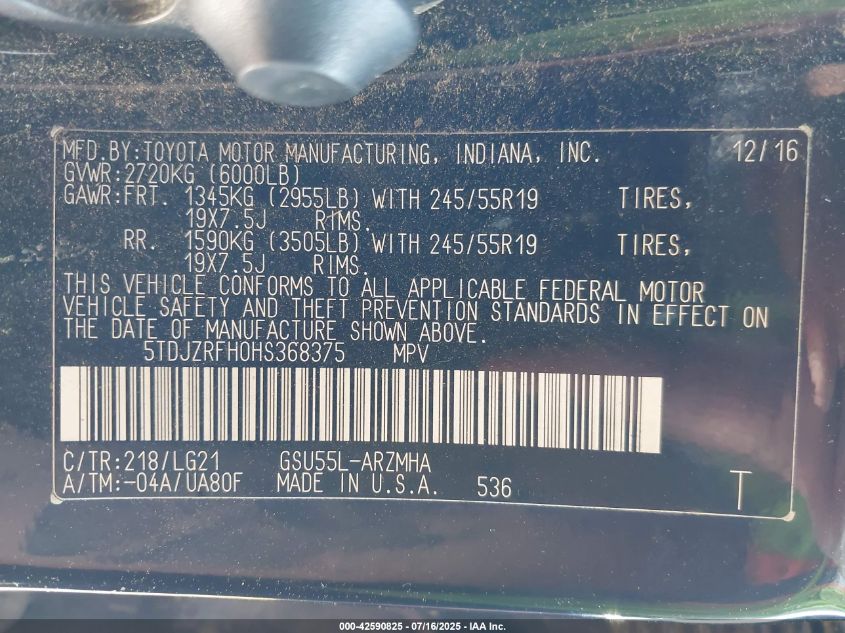 MFD.BY:TOYOTA MOTOR MANUFACTURING, INDIANA, INC. 12/16
GVWR:2720KG (6000LB)
GAWR:FRT. 1345KG (2955LB) WITH 245/55R19 TIRES,
19X7.5J RIMS.
RR. 1590KG (3505LB) WITH 245/55R19 TIRES,
19X7.5J RIMS.
THIS VEHICLE CONFORMS TO ALL APPLICABLE FEDERAL MOTOR
VEHICLE SAFETY AND THEFT PREVENTION STANDARDS IN EFFECT ON
THE DATE OF MANUFACTURE SHOWN ABOVE.
5TDJZRFH0HS368375 MPV
C/TR:218/LG21 GSU55L-ARZMHA
A/TM:-04A/UA80F MADE IN U.S.A. 536 T
000-42590825 - 07/16/2025 - IAA Inc.